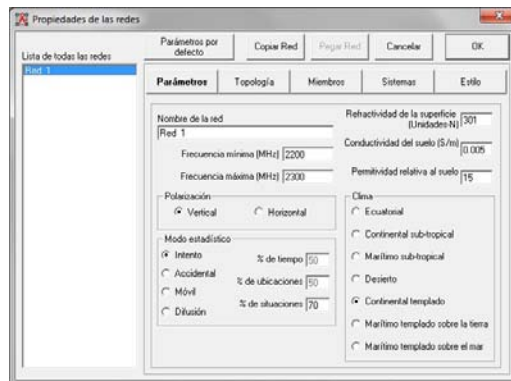 Propiedades de las redes
Lista de todas las redes
Red 1
Parámetros por defecto
Copiar Red
Pegar Red
Cancelar
OK
Parámetros
Topología
Miembros
Sistemas
Estilo
Nombre de la red
Red 1
Frecuencia mínima (MHz) 2200
Frecuencia máxima (MHz) 2300
Polarización
Vertical
Horizontal
Modo estadístico
Intento
Accidental
Móvil
Difusión
% de tiempo 50
% de ubicaciones 50
% de situaciones 70
Refractividad de la superficie (Unidades-N) 301
Conductividad del suelo (S/m) 0.005
Permitividad relativa al suelo 15
Clima
Ecuatorial
Continental sub-tropical
Marítimo sub-tropical
Desierto
Continental templado
Marítimo templado sobre la tierra
Marítimo templado sobre el mar